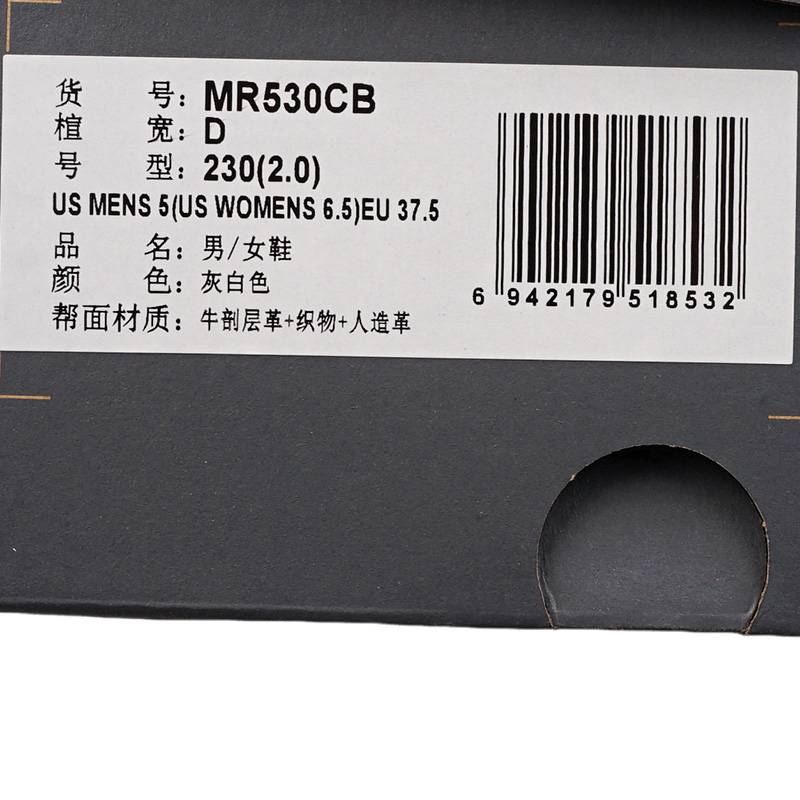 货 号：MR530CB
楦 宽：D
号 型：230(2.0)
US MENS 5(US WOMENS 6.5)EU 37.5
品 名：男/女鞋
颜 色：灰白色
帮面材质：牛剖层革+织物+人造革
6 942179 518532